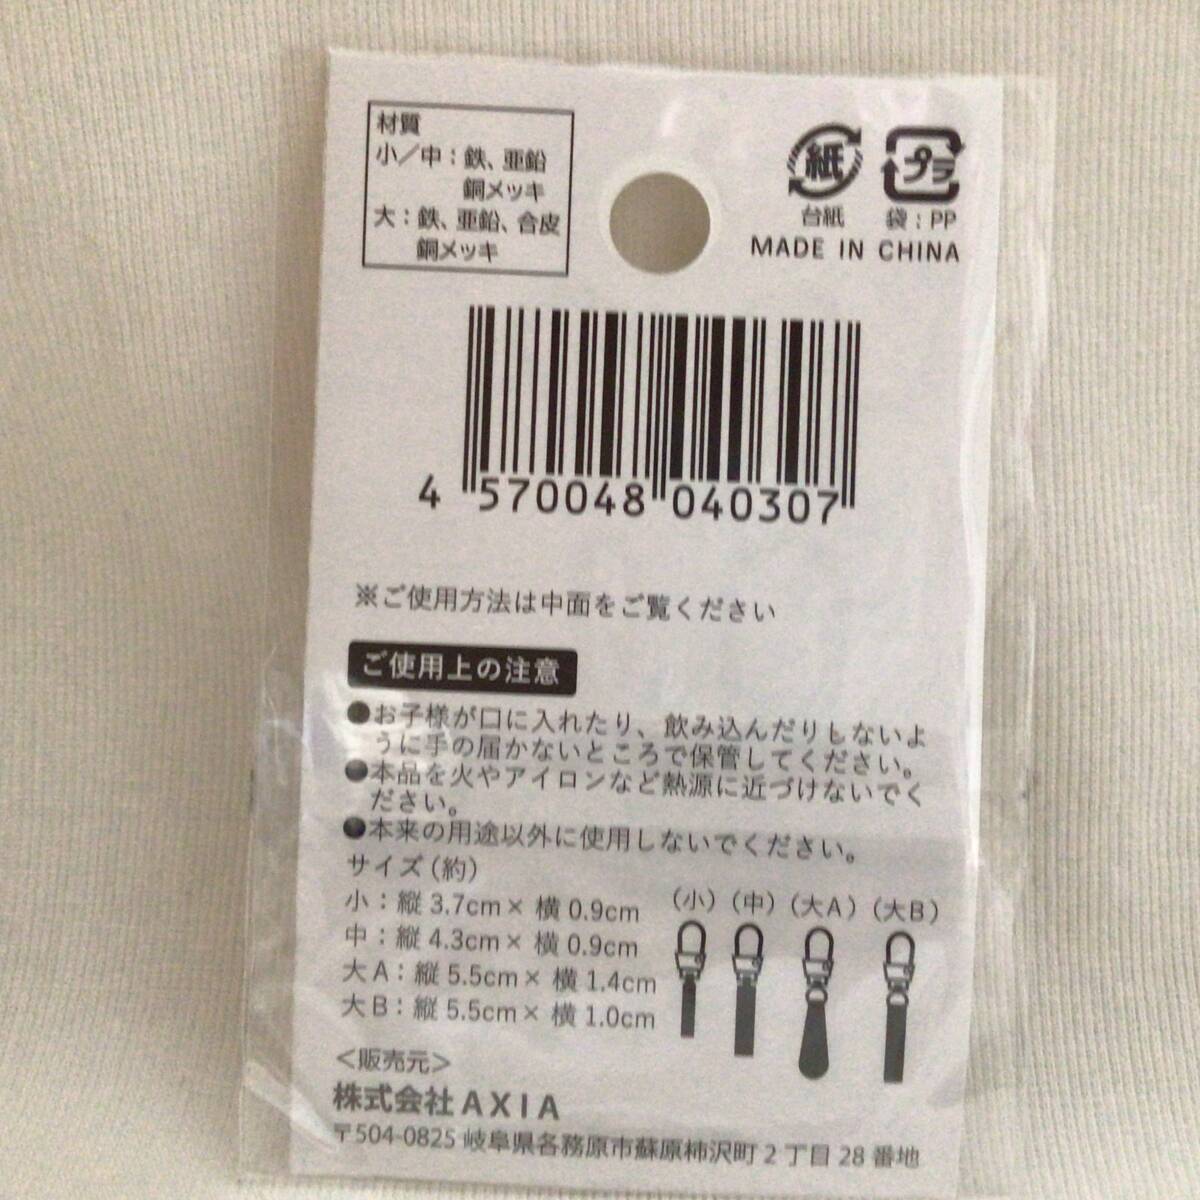 材質
小／中：鉄、亜鉛
銅メッキ
大：鉄、亜鉛、合皮
銅メッキ
紙 プラ
台紙 袋：PP
MADE IN CHINA
4 570048 040307
※ご使用方法は中面をご覧ください
ご使用上の注意
●お子様が口に入れたり、飲み込んだりしないよ
うに手の届かないところで保管してください。
●本品を火やアイロンなど熱源に近づけないでく
ださい。
●本来の用途以外に使用しないでください。
サイズ（約）
小：縦 3.7cm× 横 0.9cm
中：縦 4.3cm× 横 0.9cm
大A：縦 5.5cm× 横 1.4cm
大B：縦 5.5cm× 横 1.0cm
（小）（中）（大A）（大B）
＜販売元＞
株式会社AXIA
〒504-0825 岐阜県各務原市蘇原柿沢町 2 丁目 28 番地